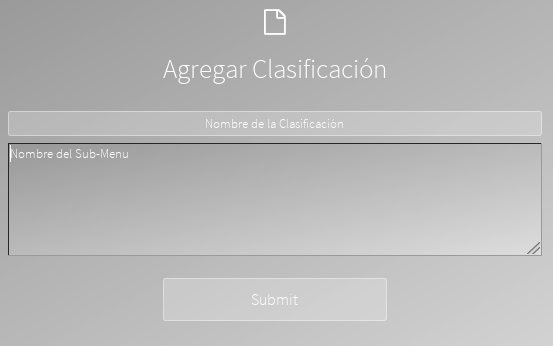 Agregar Clasificación
Nombre de la Clasificación
Nombre del Sub-Menu
Submit